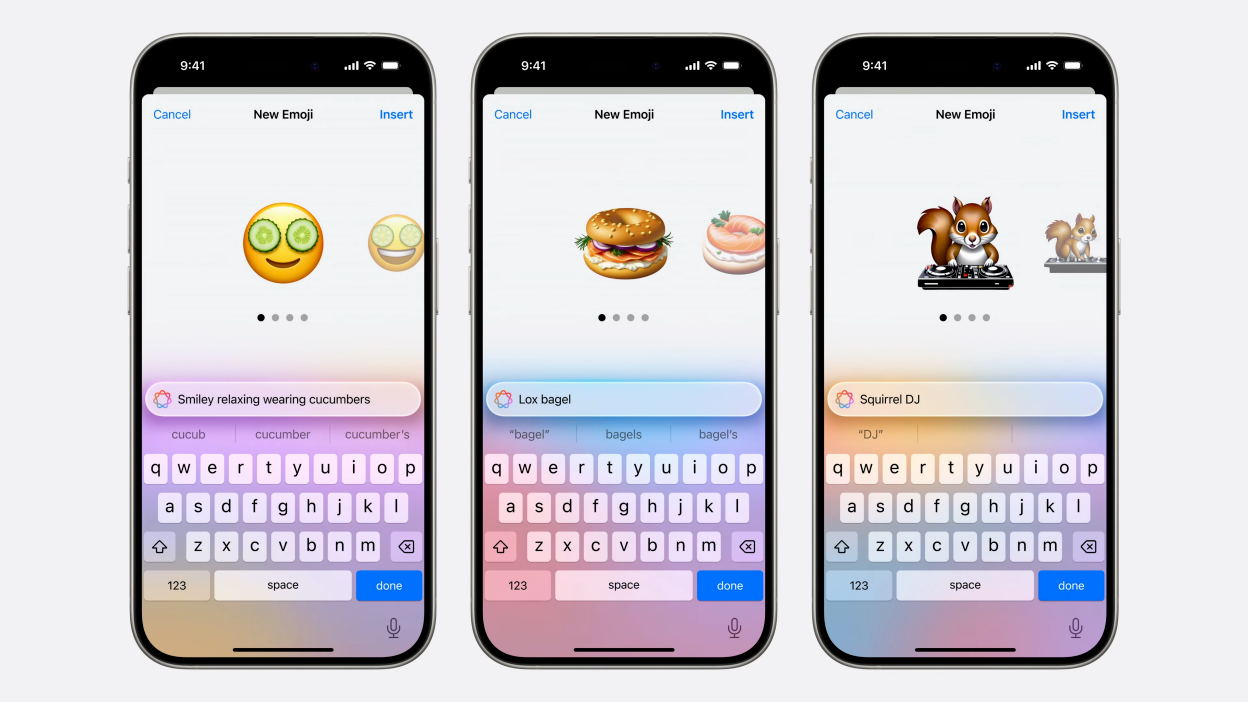 9:41
Cancel New Emoji Insert
Smiley relaxing wearing cucumbers
cucub cucumber cucumber's
q w e r t y u i o p
a s d f g h j k l
z x c v b n m
123 space done
9:41
Cancel New Emoji Insert
Lox bagel
“bagel” bagels bagel's
q w e r t y u i o p
a s d f g h j k l
z x c v b n m
123 space done
9:41
Cancel New Emoji Insert
Squirrel DJ
“DJ”
q w e r t y u i o p
a s d f g h j k l
z x c v b n m
123 space done